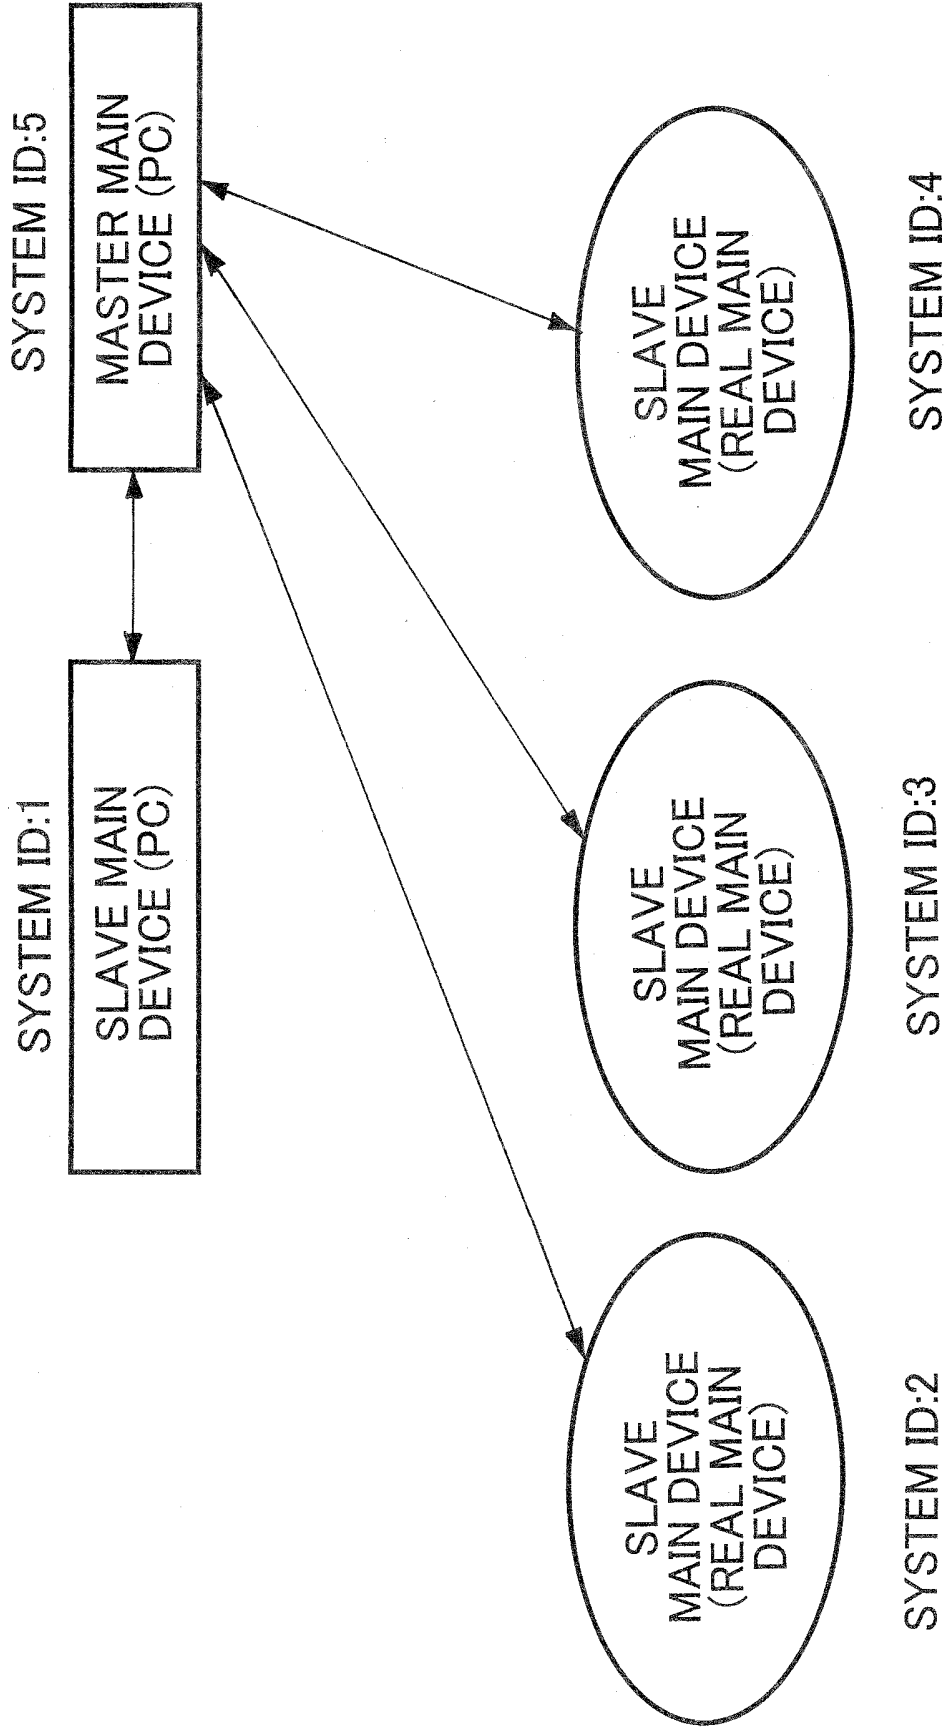 SYSTEM ID:1
SLAVE MAIN
DEVICE (PC)
SYSTEM ID:5
MASTER MAIN
DEVICE (PC)
SLAVE
MAIN DEVICE
(REAL MAIN
DEVICE)
SYSTEM ID:2
SLAVE
MAIN DEVICE
(REAL MAIN
DEVICE)
SYSTEM ID:3
SLAVE
MAIN DEVICE
(REAL MAIN
DEVICE)
SYSTEM ID:4